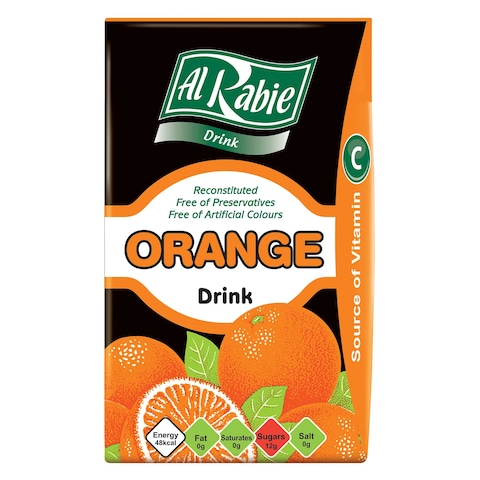 Al Rabie
Drink
Reconstituted
Free of Preservatives
Free of Artificial Colours
ORANGE
Drink
Source of Vitamin C
Energy
48kcal
Fat
0g
Saturates
0g
Sugars
12g
Salt
0g